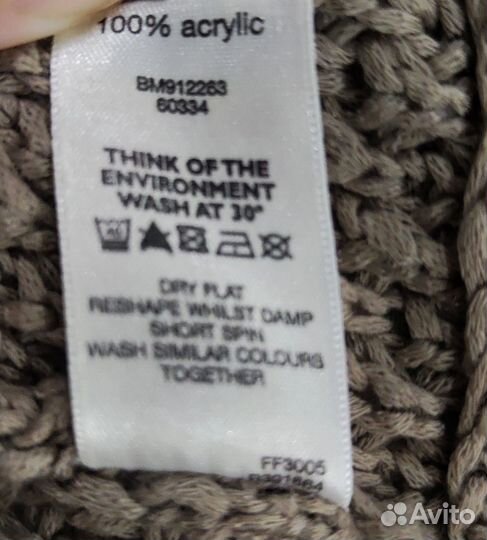 100% acrylic
BM912263
60334
THINK OF THE
ENVIRONMENT
WASH AT 30°
40
DRY FLAT
RESHAPE WHILST DAMP
SHORT SPIN
WASH SIMILAR COLOURS
TOGETHER
FF3005
Avito